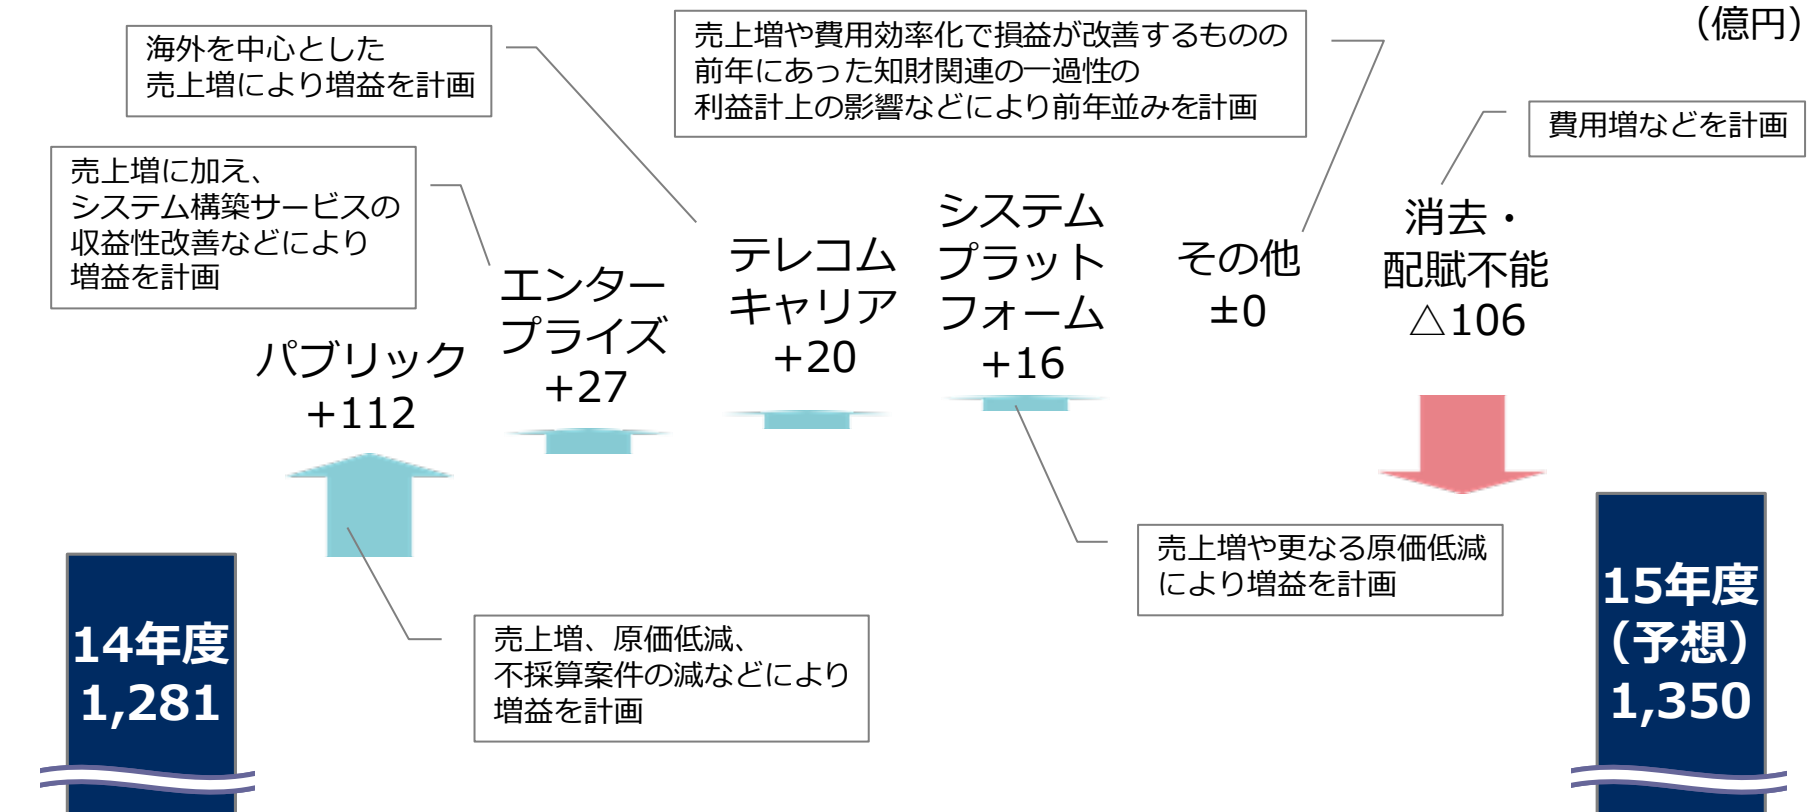 （億円）
海外を中心とした
売上増により増益を計画
売上増や費用効率化で損益が改善するものの
前年にあった知財関連の一過性の
利益計上の影響などにより前年並みを計画
費用増などを計画
売上増に加え、
システム構築サービスの
収益性改善などにより
増益を計画
パブリック
+112
エンター
プライズ
+27
テレコム
キャリア
+20
システム
プラット
フォーム
+16
その他
±0
消去・
配賦不能
△106
売上増や更なる原価低減
により増益を計画
売上増、原価低減、
不採算案件の減などにより
増益を計画
14年度
1,281
15年度
(予想)
1,350